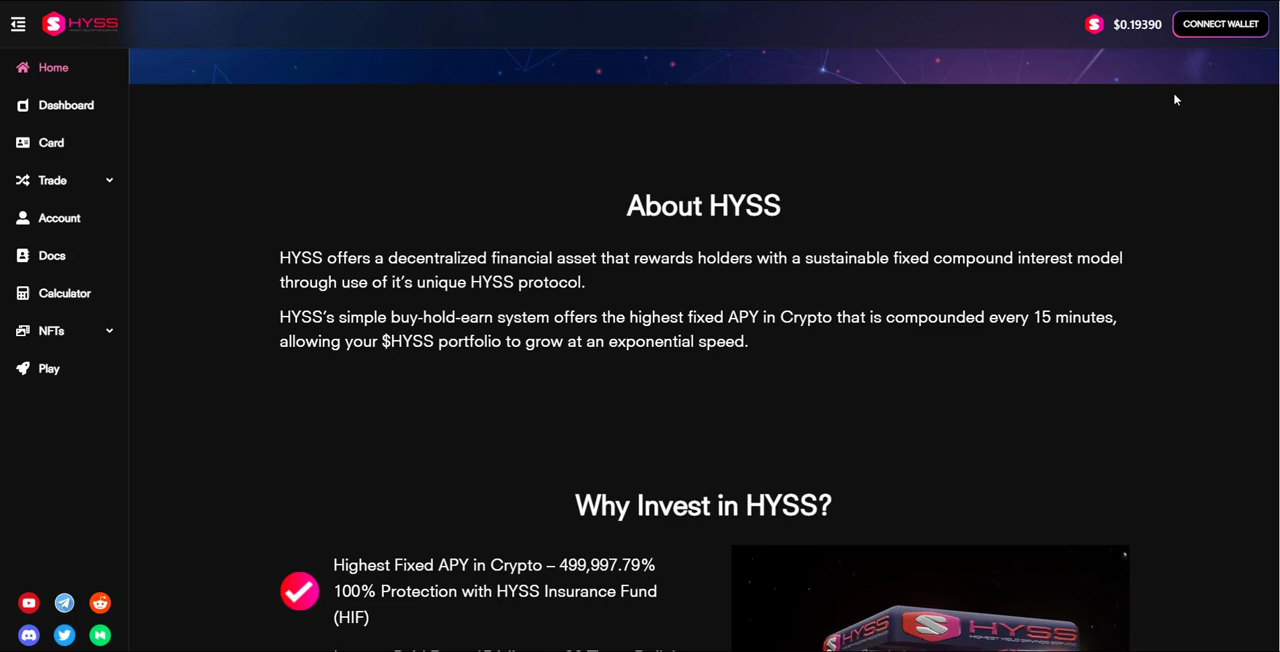 HYSS
$0.19390
CONNECT WALLET
Home
Dashboard
Card
Trade
Account
Docs
Calculator
NFTs
Play
About HYSS
HYSS offers a decentralized financial asset that rewards holders with a sustainable fixed compound interest model
through use of it's unique HYSS protocol.
HYSS's simple buy-hold-earn system offers the highest fixed APY in Crypto that is compounded every 15 minutes,
allowing your $HYSS portfolio to grow at an exponential speed.
Why Invest in HYSS?
Highest Fixed APY in Crypto – 499,997.79%
100% Protection with HYSS Insurance Fund
(HIF)
HYSS
HYSS